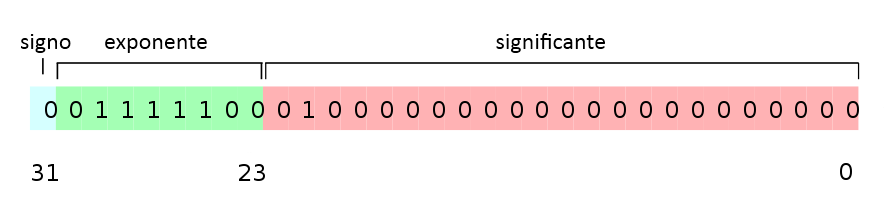 signo exponente significante
0 0 1 1 1 1 1 0 0 0 1 0 0 0 0 0 0 0 0 0 0 0 0 0 0 0 0 0 0 0 0 0
31 23 0